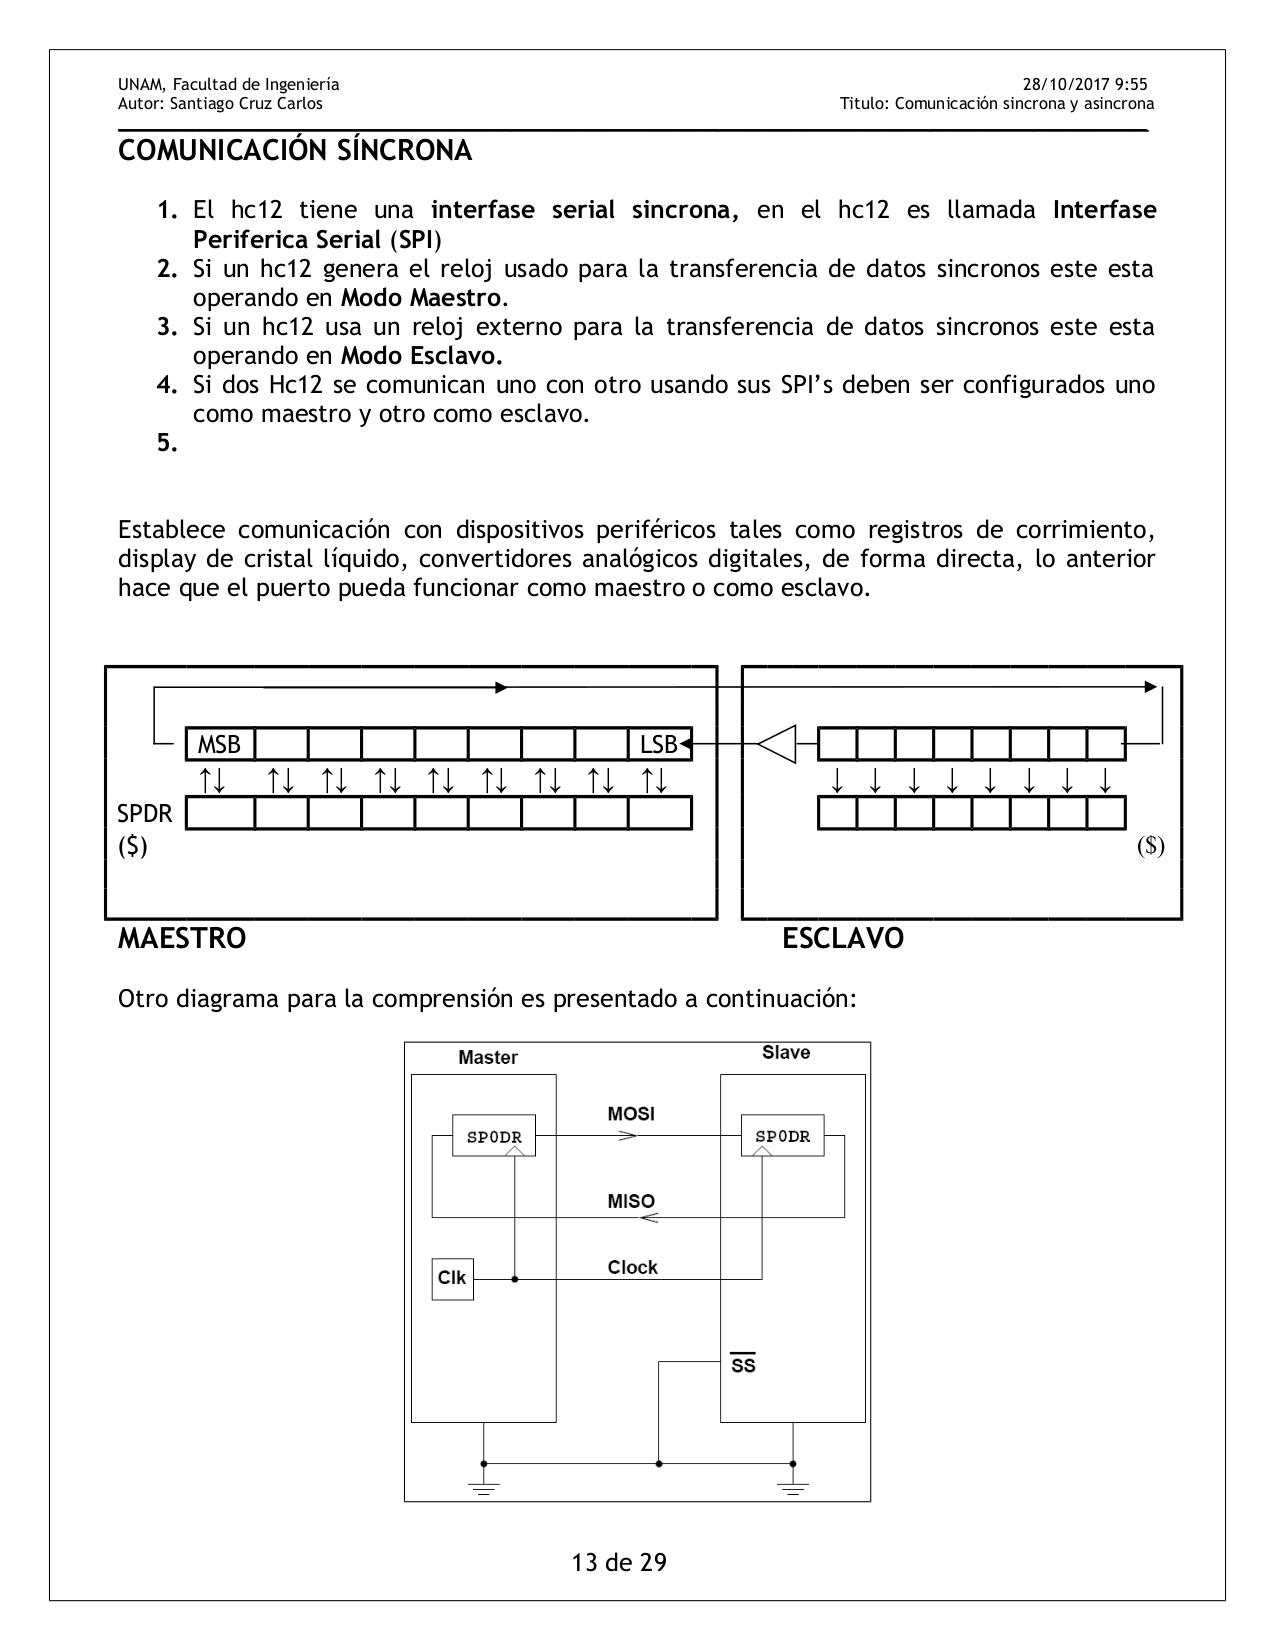 UNAM, Facultad de Ingeniería 28/10/2017 9:55
Autor: Santiago Cruz Carlos Titulo: Comunicación sincrona y asincrona
COMUNICACIÓN SÍNCRONA
1. El hc12 tiene una interfase serial sincrona, en el hc12 es llamada Interfase
Periferica Serial (SPI)
2. Si un hc12 genera el reloj usado para la transferencia de datos sincronos este esta
operando en Modo Maestro.
3. Si un hc12 usa un reloj externo para la transferencia de datos sincronos este esta
operando en Modo Esclavo.
4. Si dos Hc12 se comunican uno con otro usando sus SPI’s deben ser configurados uno
como maestro y otro como esclavo.
5.
Establece comunicación con dispositivos periféricos tales como registros de corrimiento,
display de cristal líquido, convertidores analógicos digitales, de forma directa, lo anterior
hace que el puerto pueda funcionar como maestro o como esclavo.
MSB LSB
↑↓ ↑↓ ↑↓ ↑↓ ↑↓ ↑↓ ↑↓ ↑↓ ↑↓ ↓ ↓ ↓ ↓ ↓ ↓ ↓ ↓
SPDR
($) ($)
MAESTRO ESCLAVO
Otro diagrama para la comprensión es presentado a continuación:
Master Slave
MOSI
SP0DR SP0DR
MISO
Clock
Clk
SS
13 de 29